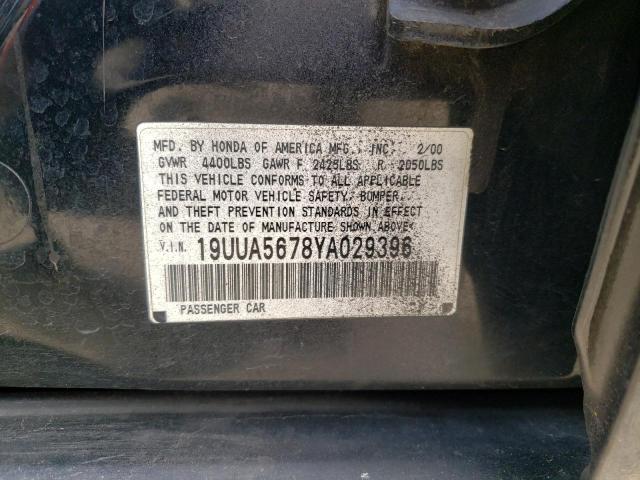 MFD. BY HONDA OF AMERICA MFG., INC. 2/00
GVWR 4400LBS GAWR F 2425LBS R 2050LBS
THIS VEHICLE CONFORMS TO ALL APPLICABLE
FEDERAL MOTOR VEHICLE SAFETY, BUMPER,
AND THEFT PREVENTION STANDARDS IN EFFECT
ON THE DATE OF MANUFACTURE SHOWN ABOVE.
V.I.N. 19UUA5678YA029396
PASSENGER CAR